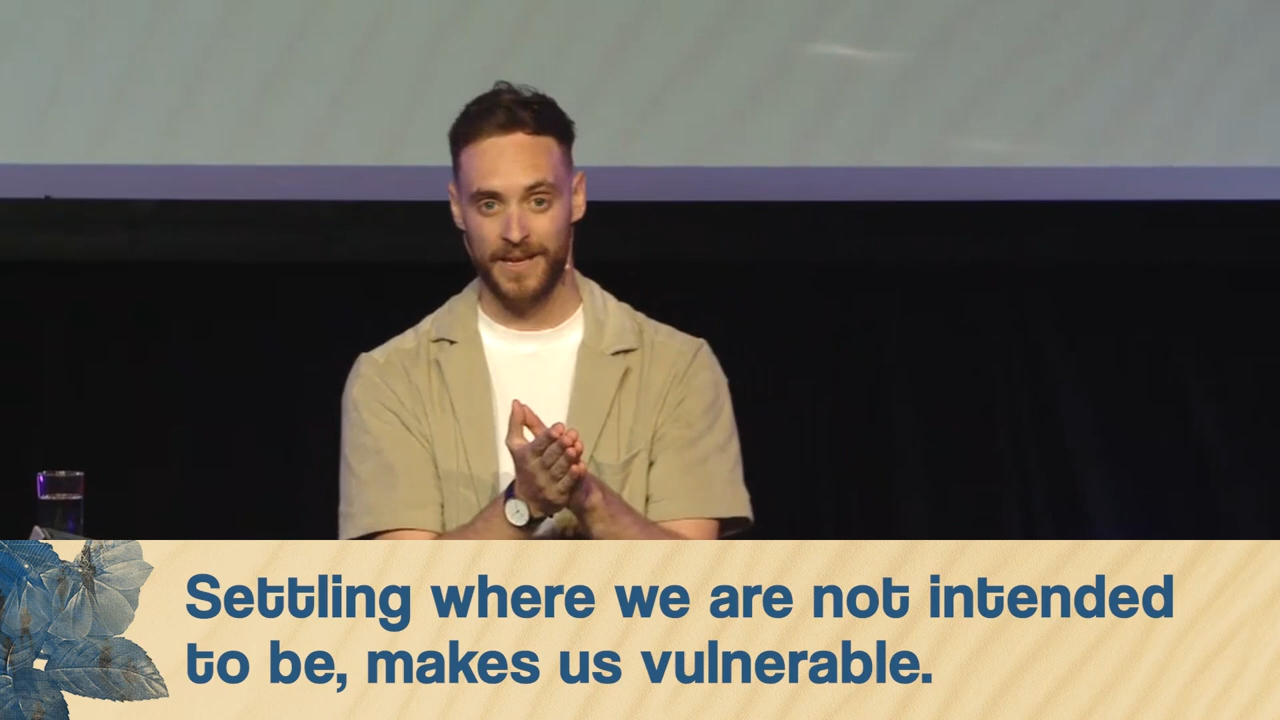 Settling where we are not intended
to be, makes us vulnerable.